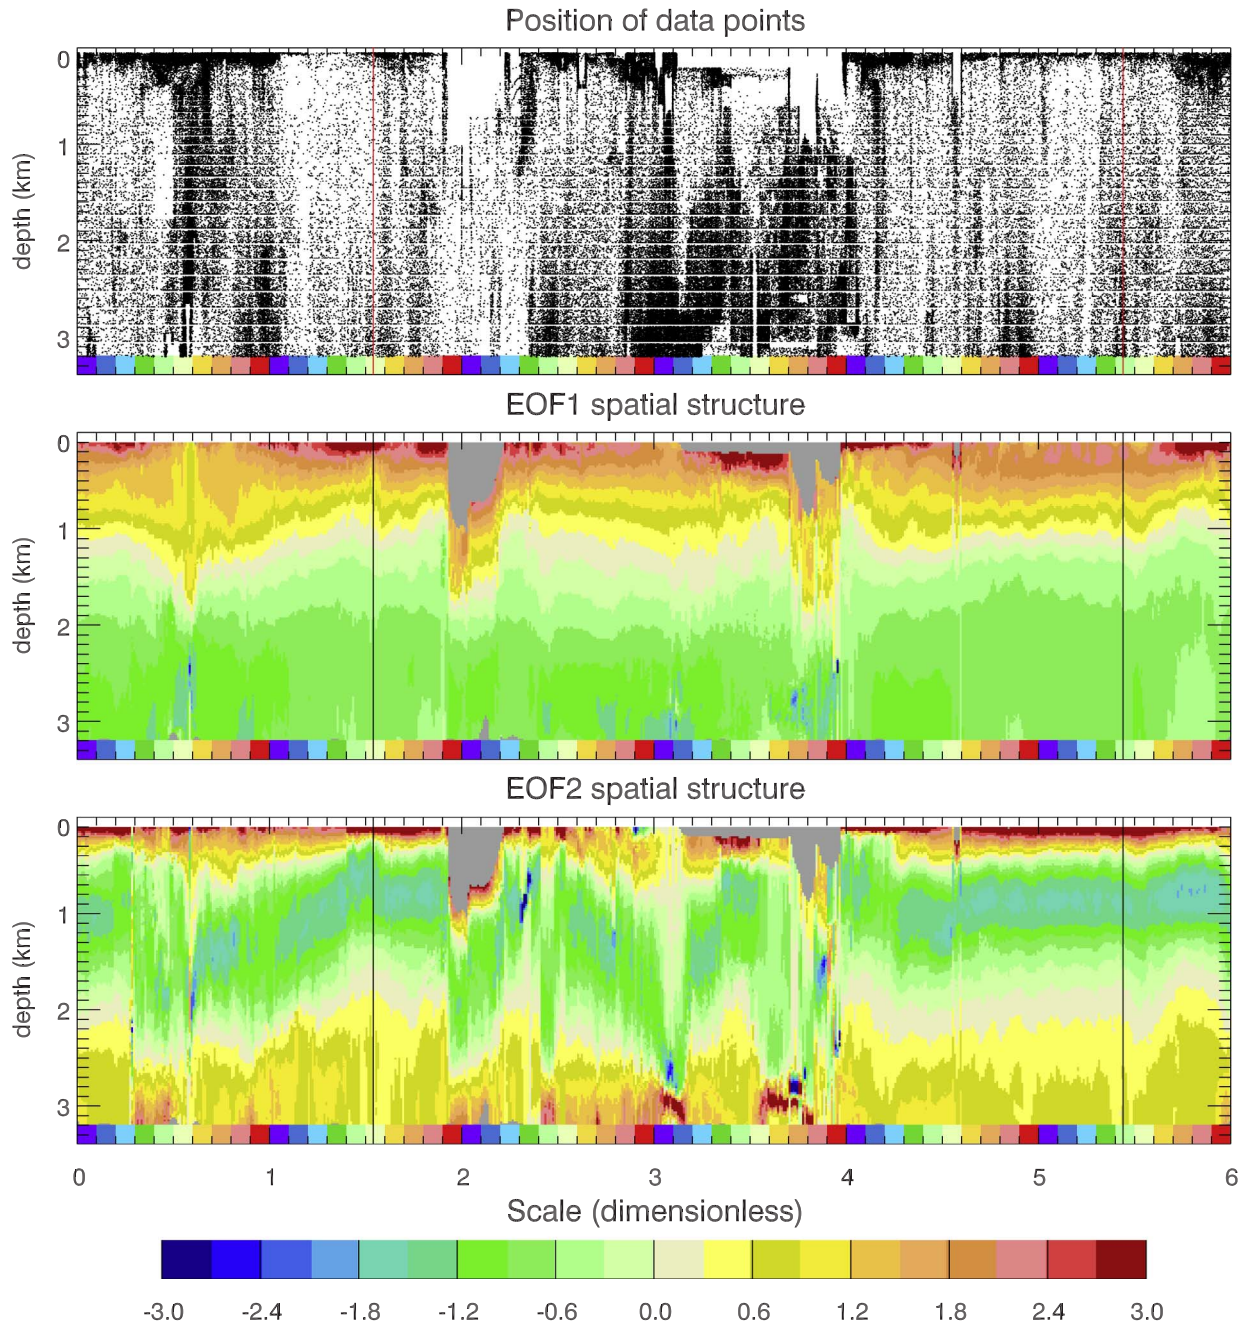 Position of data points
0
1
2
3
depth (km)
EOF1 spatial structure
0
1
2
3
depth (km)
EOF2 spatial structure
0
1
2
3
depth (km)
0 1 2 3 4 5 6
Scale (dimensionless)
-3.0 -2.4 -1.8 -1.2 -0.6 0.0 0.6 1.2 1.8 2.4 3.0